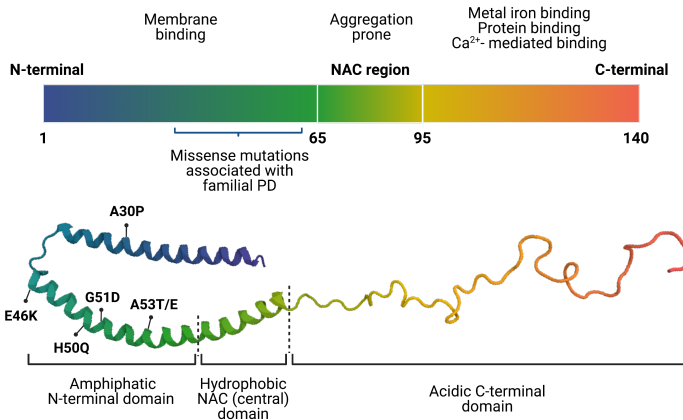 Membrane
binding
Aggregation
prone
Metal iron binding
Protein binding
Ca²⁺- mediated binding
N-terminal
NAC region
C-terminal
1
65
95
140
Missense mutations
associated with
familial PD
A30P
E46K
G51D
A53T/E
H50Q
Amphiphatic
N-terminal domain
Hydrophobic
NAC (central)
domain
Acidic C-terminal
domain